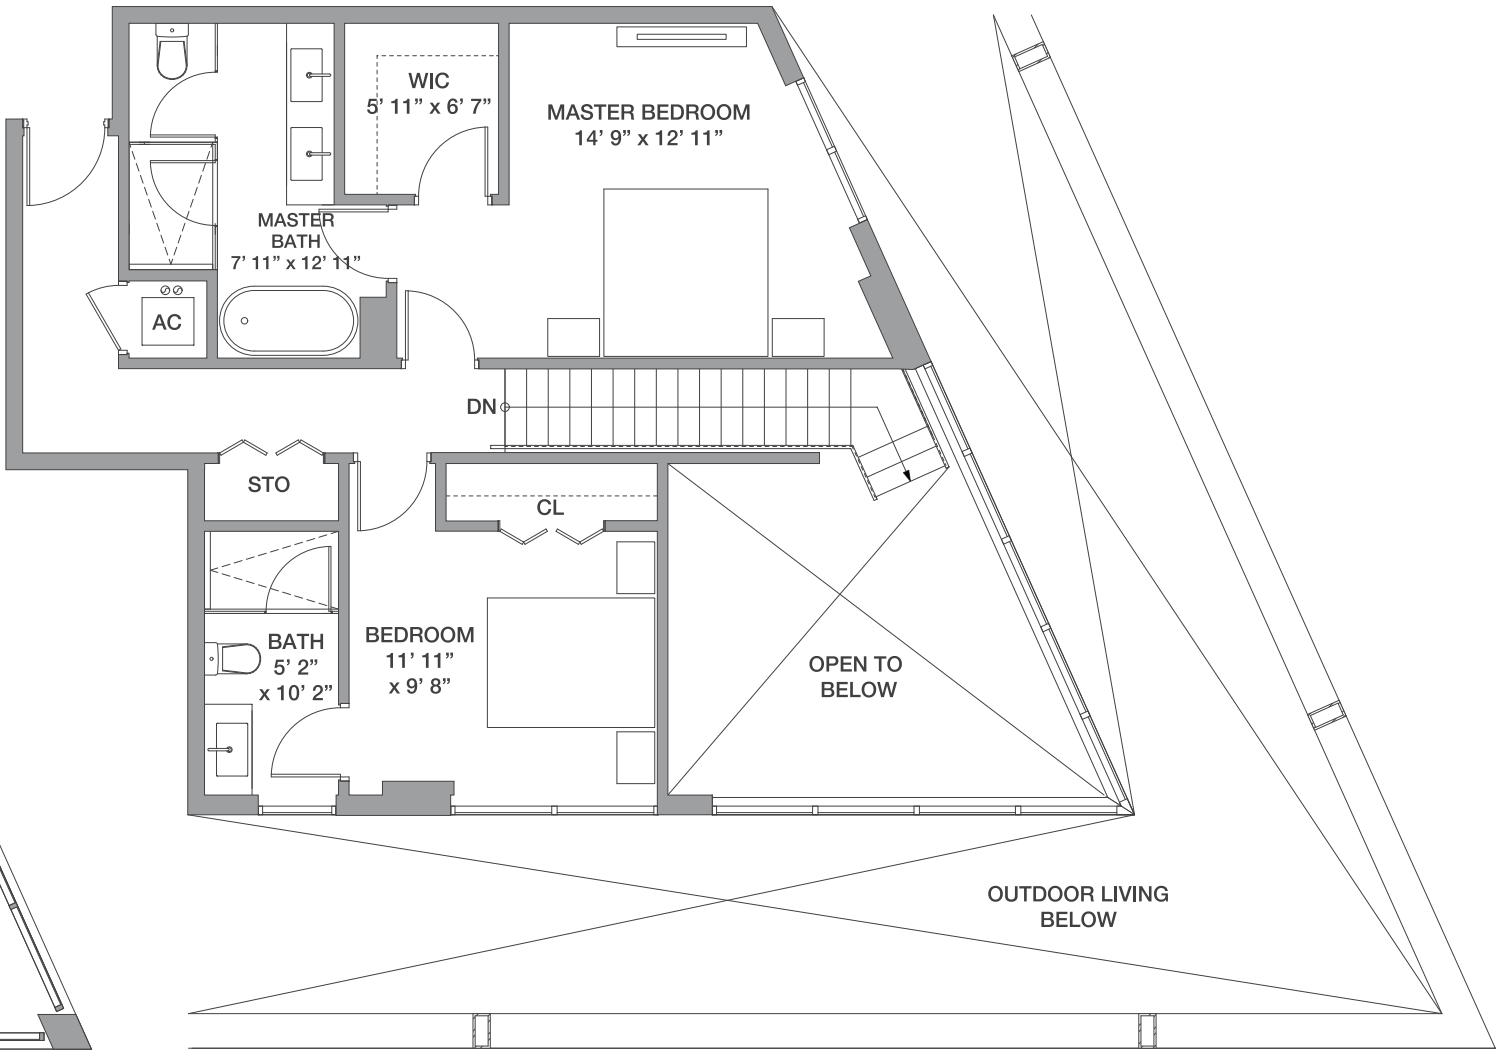 WIC
5’ 11” x 6’ 7”
MASTER BEDROOM
14’ 9” x 12’ 11”
MASTER
BATH
7’ 11” x 12’ 11”
AC
DN
STO
CL
BATH
5’ 2”
x 10’ 2”
BEDROOM
11’ 11”
x 9’ 8”
OPEN TO
BELOW
OUTDOOR LIVING
BELOW